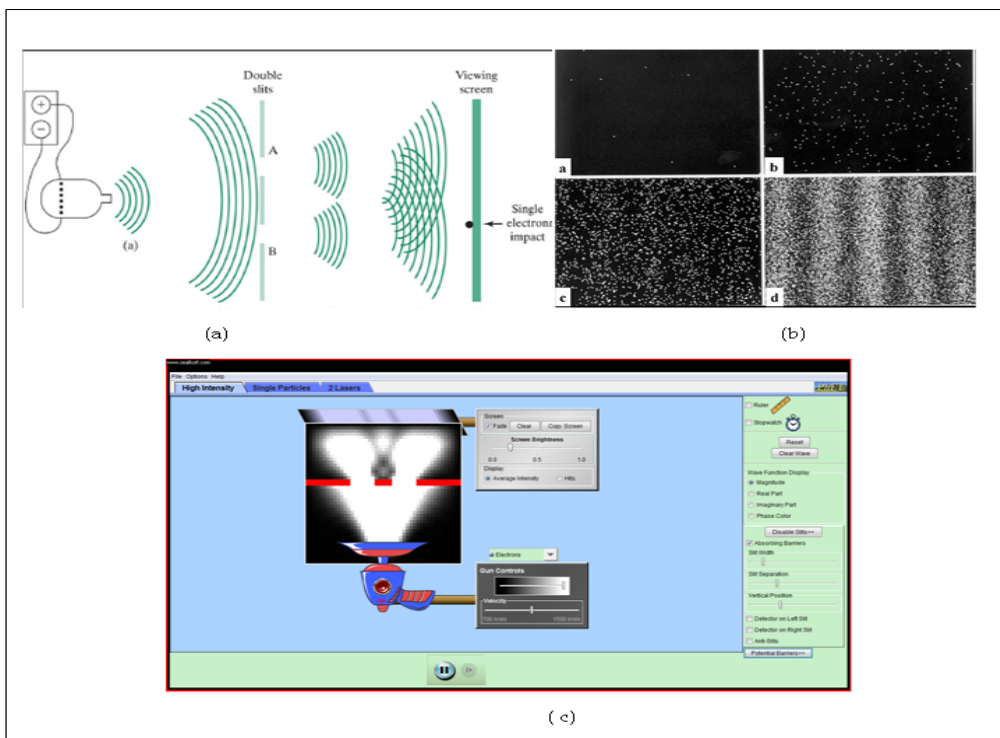 Double
slits
Viewing
screen
A
B
(a)
Single
electron
impact
a
b
c
d
(a)
(b)
File Options Help
High Intensity
Single Particles
2 Lasers
Screen
Fade
Clear
Copy Screen
Screen Brightness
0.0 0.5 1.0
Display
Average Intensity
Hits
Electrons
Gun Controls
Velocity
700 km/s
1500 km/s
Ruler
Stopwatch
Reset
Clear Wave
Wave Function Display
Magnitude
Real Part
Imaginary Part
Phase Color
Disable Slits<<
Absorbing Barriers
Slit Width
Slit Separation
Vertical Position
Detector on Left Slit
Detector on Right Slit
Anti-Slits
Potential Barriers>>
( c)